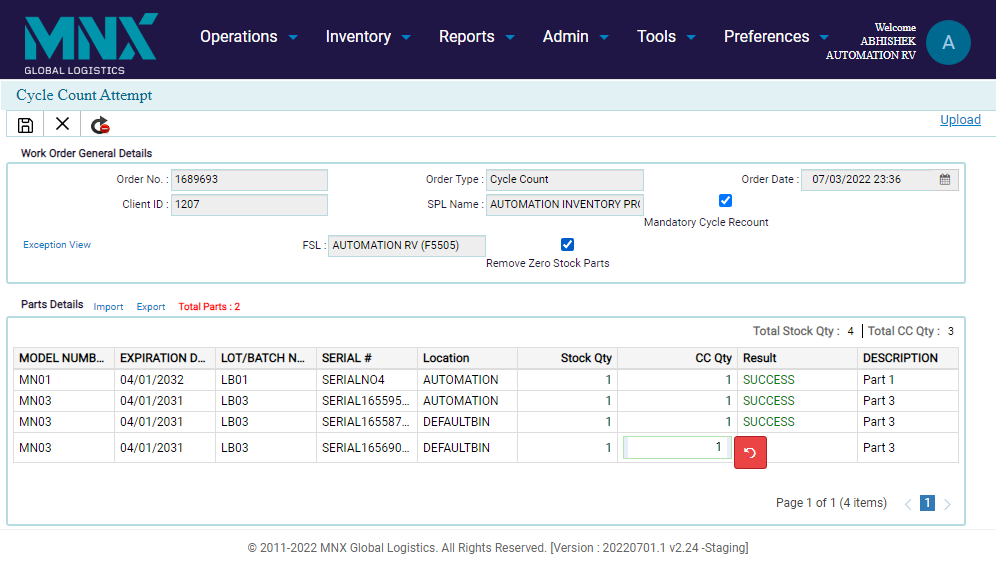 MNX
GLOBAL LOGISTICS
Operations Inventory Reports Admin Tools Preferences
Welcome
ABHISHEK
AUTOMATION RV
A
Cycle Count Attempt
Upload
Work Order General Details
Order No. : 1689693 Order Type : Cycle Count Order Date : 07/03/2022 23:36
Client ID : 1207 SPL Name : AUTOMATION INVENTORY PR
Mandatory Cycle Recount
Exception View FSL : AUTOMATION RV (F5505)
Remove Zero Stock Parts
Parts Details Import Export Total Parts : 2
Total Stock Qty : 4 Total CC Qty : 3
MODEL NUMB... EXPIRATION D... LOT/BATCH N... SERIAL # Location Stock Qty CC Qty Result DESCRIPTION
MN01 04/01/2032 LB01 SERIALNO4 AUTOMATION 1 1 SUCCESS Part 1
MN03 04/01/2031 LB03 SERIAL165595... AUTOMATION 1 1 SUCCESS Part 3
MN03 04/01/2031 LB03 SERIAL165587... DEFAULTBIN 1 1 SUCCESS Part 3
MN03 04/01/2031 LB03 SERIAL165690... DEFAULTBIN 1 1 Part 3
Page 1 of 1 (4 items) 1
© 2011-2022 MNX Global Logistics. All Rights Reserved. [Version : 20220701.1 v2.24 -Staging]